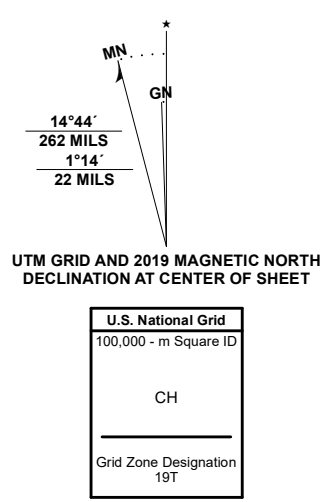 MN
GN
14°44´
262 MILS
1°14´
22 MILS
UTM GRID AND 2019 MAGNETIC NORTH
DECLINATION AT CENTER OF SHEET
U.S. National Grid
100,000 - m Square ID
CH
Grid Zone Designation
19T